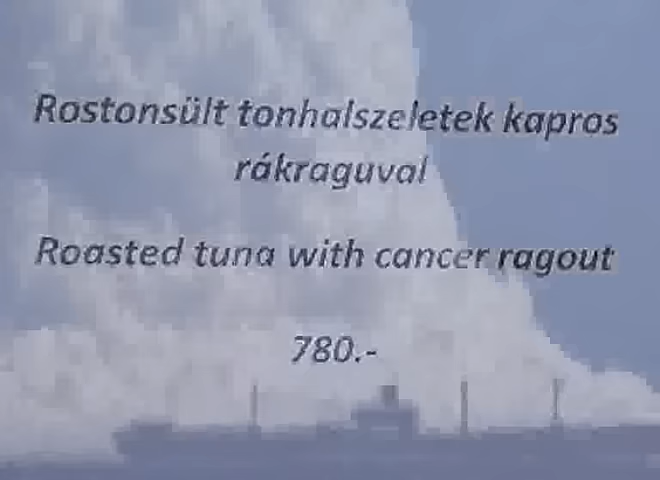 Rostonsült tonhalszeletek kapros
rákraguval
Roasted tuna with cancer ragout
780.-